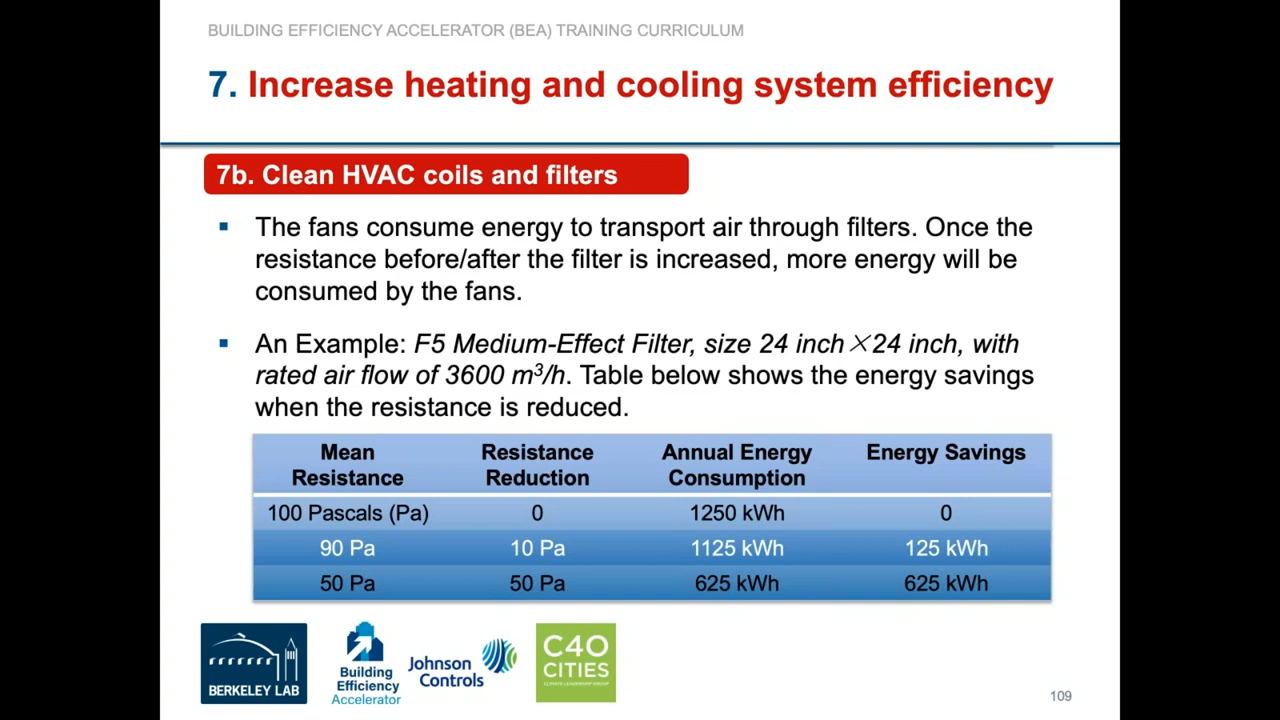 BUILDING EFFICIENCY ACCELERATOR (BEA) TRAINING CURRICULUM
7. Increase heating and cooling system efficiency
7b. Clean HVAC coils and filters
▪ The fans consume energy to transport air through filters. Once the
resistance before/after the filter is increased, more energy will be
consumed by the fans.
▪ An Example: F5 Medium-Effect Filter, size 24 inch×24 inch, with
rated air flow of 3600 m³/h. Table below shows the energy savings
when the resistance is reduced.
Mean Resistance Resistance Reduction Annual Energy Consumption Energy Savings
100 Pascals (Pa) 0 1250 kWh 0
90 Pa 10 Pa 1125 kWh 125 kWh
50 Pa 50 Pa 625 kWh 625 kWh
BERKELEY LAB
Building
Efficiency
Accelerator
Johnson
Controls
C40
CITIES
CLIMATE LEADERSHIP GROUP
109